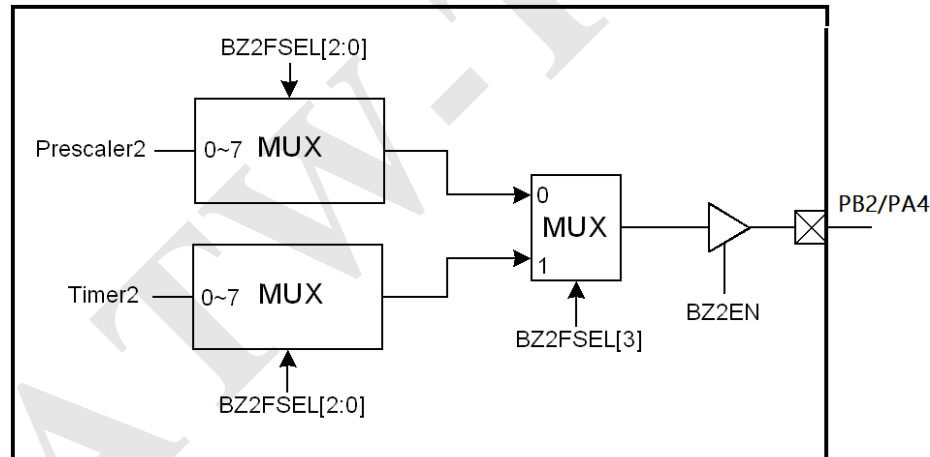 BZ2FSEL[2:0]
Prescaler2
0~7 MUX
0
MUX
1
PB2/PA4
Timer2
0~7 MUX
BZ2EN
BZ2FSEL[3]
BZ2FSEL[2:0]